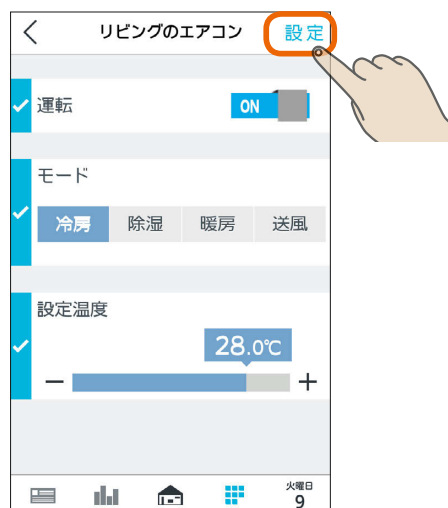 リビングのエアコン 設定
運転 ON
モード
冷房 除湿 暖房 送風
設定温度
28.0℃
− +
火曜日
9